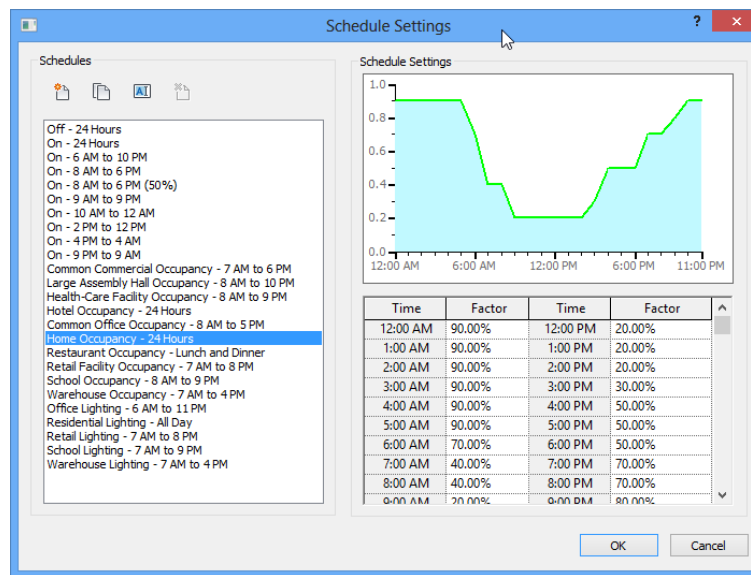 Schedule Settings
?
Schedules
AI
Off - 24 Hours
On - 24 Hours
On - 6 AM to 10 PM
On - 8 AM to 6 PM
On - 8 AM to 6 PM (50%)
On - 9 AM to 9 PM
On - 10 AM to 12 AM
On - 2 PM to 12 PM
On - 4 PM to 4 AM
On - 9 PM to 9 AM
Common Commercial Occupancy - 7 AM to 6 PM
Large Assembly Hall Occupancy - 8 AM to 10 PM
Health-Care Facility Occupancy - 8 AM to 9 PM
Hotel Occupancy - 24 Hours
Common Office Occupancy - 8 AM to 5 PM
Home Occupancy - 24 Hours
Restaurant Occupancy - Lunch and Dinner
Retail Facility Occupancy - 7 AM to 8 PM
School Occupancy - 8 AM to 9 PM
Warehouse Occupancy - 7 AM to 4 PM
Office Lighting - 6 AM to 11 PM
Residential Lighting - All Day
Retail Lighting - 7 AM to 8 PM
School Lighting - 7 AM to 9 PM
Warehouse Lighting - 7 AM to 4 PM
Schedule Settings
1.0
0.8
0.6
0.4
0.2
0.0
12:00 AM 6:00 AM 12:00 PM 6:00 PM 11:00 PM
Time Factor Time Factor
12:00 AM 90.00% 12:00 PM 20.00%
1:00 AM 90.00% 1:00 PM 20.00%
2:00 AM 90.00% 2:00 PM 20.00%
3:00 AM 90.00% 3:00 PM 30.00%
4:00 AM 90.00% 4:00 PM 50.00%
5:00 AM 90.00% 5:00 PM 50.00%
6:00 AM 70.00% 6:00 PM 50.00%
7:00 AM 40.00% 7:00 PM 70.00%
8:00 AM 40.00% 8:00 PM 70.00%
9:00 AM 20.00% 9:00 PM 80.00%
OK Cancel